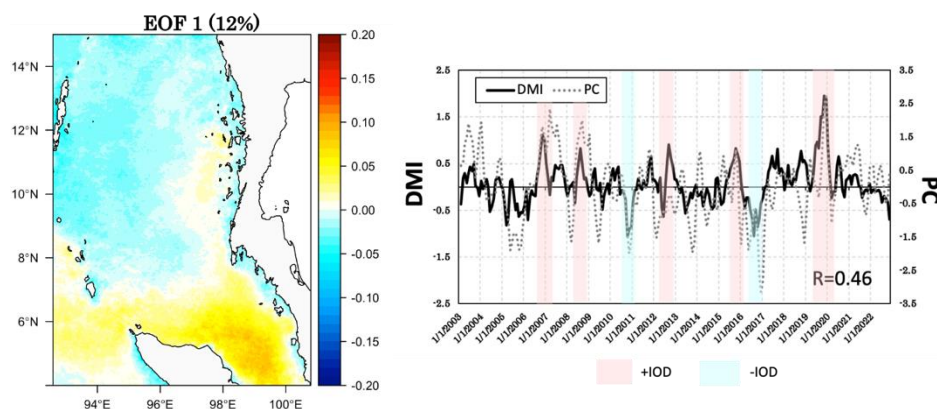 EOF 1 (12%)
14°N
12°N
10°N
8°N
6°N
94°E 96°E 98°E 100°E
0.20
0.15
0.10
0.05
0.00
-0.05
-0.10
-0.15
-0.20
DMI
2.5
1.5
0.5
-0.5
-1.5
-2.5
DMI PC
R=0.46
3.5
2.5
1.5
0.5
-0.5
-1.5
-2.5
-3.5
PC
1/1/2003 1/1/2004 1/1/2005 1/1/2006 1/1/2007 1/1/2008 1/1/2009 1/1/2010 1/1/2011 1/1/2012 1/1/2013 1/1/2014 1/1/2015 1/1/2016 1/1/2017 1/1/2018 1/1/2019 1/1/2020 1/1/2021 1/1/2022
+IOD -IOD